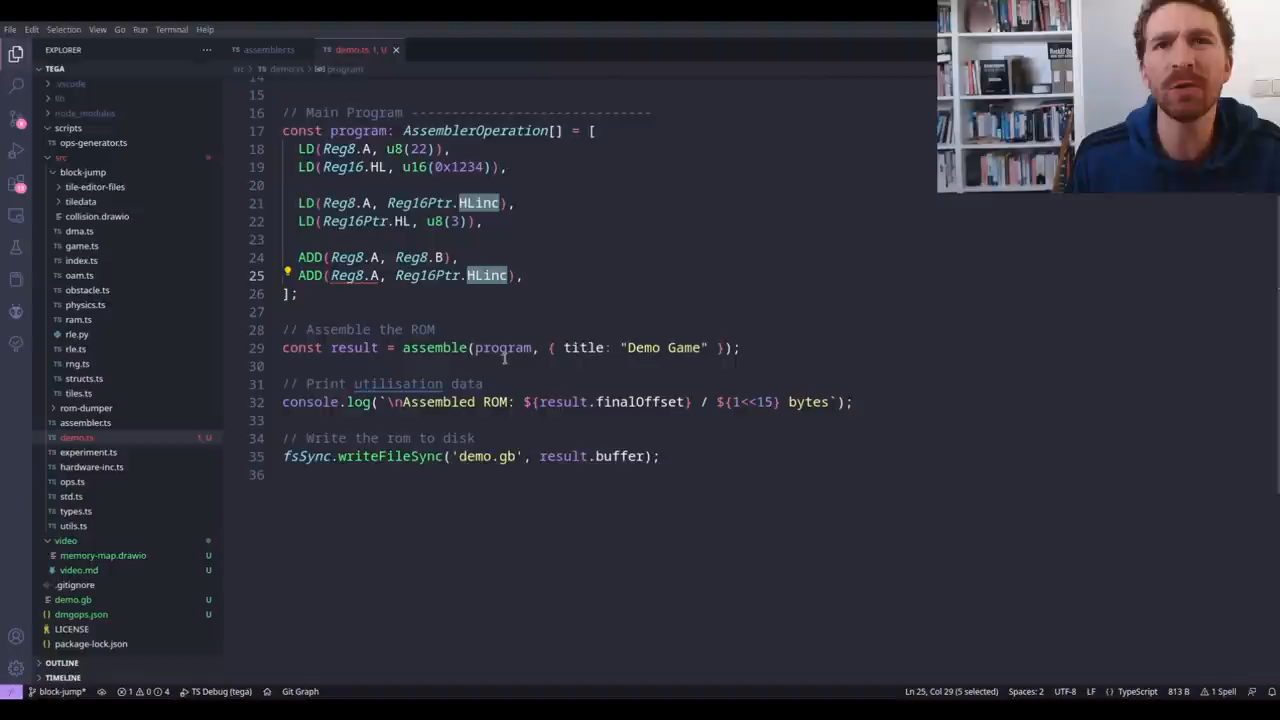 File Edit Selection View Go Run Terminal Help
EXPLORER
TEGA
.vscode
lib
node_modules
scripts
ops-generator.ts
src
block-jump
tile-editor-files
tiledata
collision.drawio
dma.ts
game.ts
index.ts
oam.ts
obstacle.ts
physics.ts
ram.ts
rle.py
rle.ts
rng.ts
structs.ts
tiles.ts
rom-dumper
assembler.ts
demo.ts 1, U
experiment.ts
hardware-inc.ts
ops.ts
std.ts
types.ts
utils.ts
video
memory-map.drawio U
video.md U
.gitignore
demo.gb U
dmgops.json U
LICENSE
package-lock.json
OUTLINE
TIMELINE
assembler.ts demo.ts 1, U
src > demo.ts > program
14
15
16 // Main Program ------------------------------
17 const program: AssemblerOperation[] = [
18 LD(Reg8.A, u8(22)),
19 LD(Reg16.HL, u16(0x1234)),
20
21 LD(Reg8.A, Reg16Ptr.HLinc),
22 LD(Reg16Ptr.HL, u8(3)),
23
24 ADD(Reg8.A, Reg8.B),
25 ADD(Reg8.A, Reg16Ptr.HLinc),
26 ];
27
28 // Assemble the ROM
29 const result = assemble(program, { title: "Demo Game" });
30
31 // Print utilisation data
32 console.log(`\nAssembled ROM: ${result.finalOffset} / ${1<<15} bytes`);
33
34 // Write the rom to disk
35 fsSync.writeFileSync('demo.gb', result.buffer);
36
block-jump* 1 0 4 TS Debug (tega) Git Graph Ln 25, Col 29 (5 selected) Spaces: 2 UTF-8 LF TypeScript 813 B 1 Spell